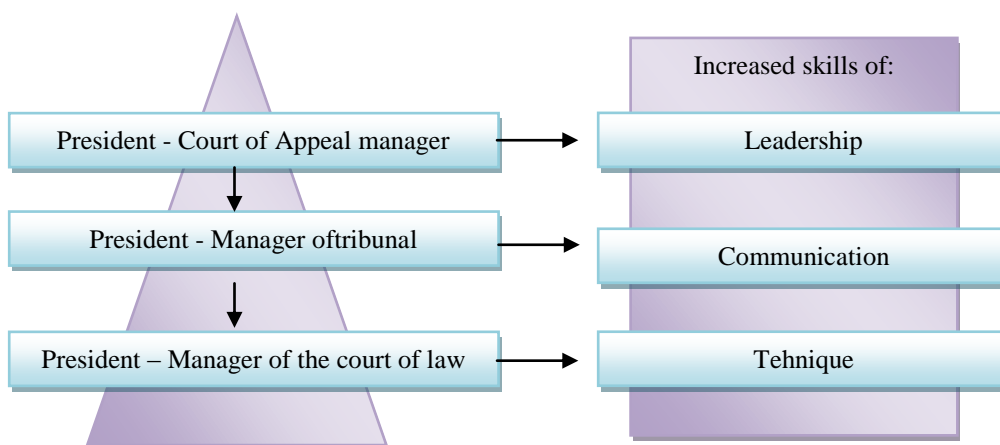 Increased skills of:
President - Court of Appeal manager
Leadership
President - Manager oftribunal
Communication
President – Manager of the court of law
Tehnique